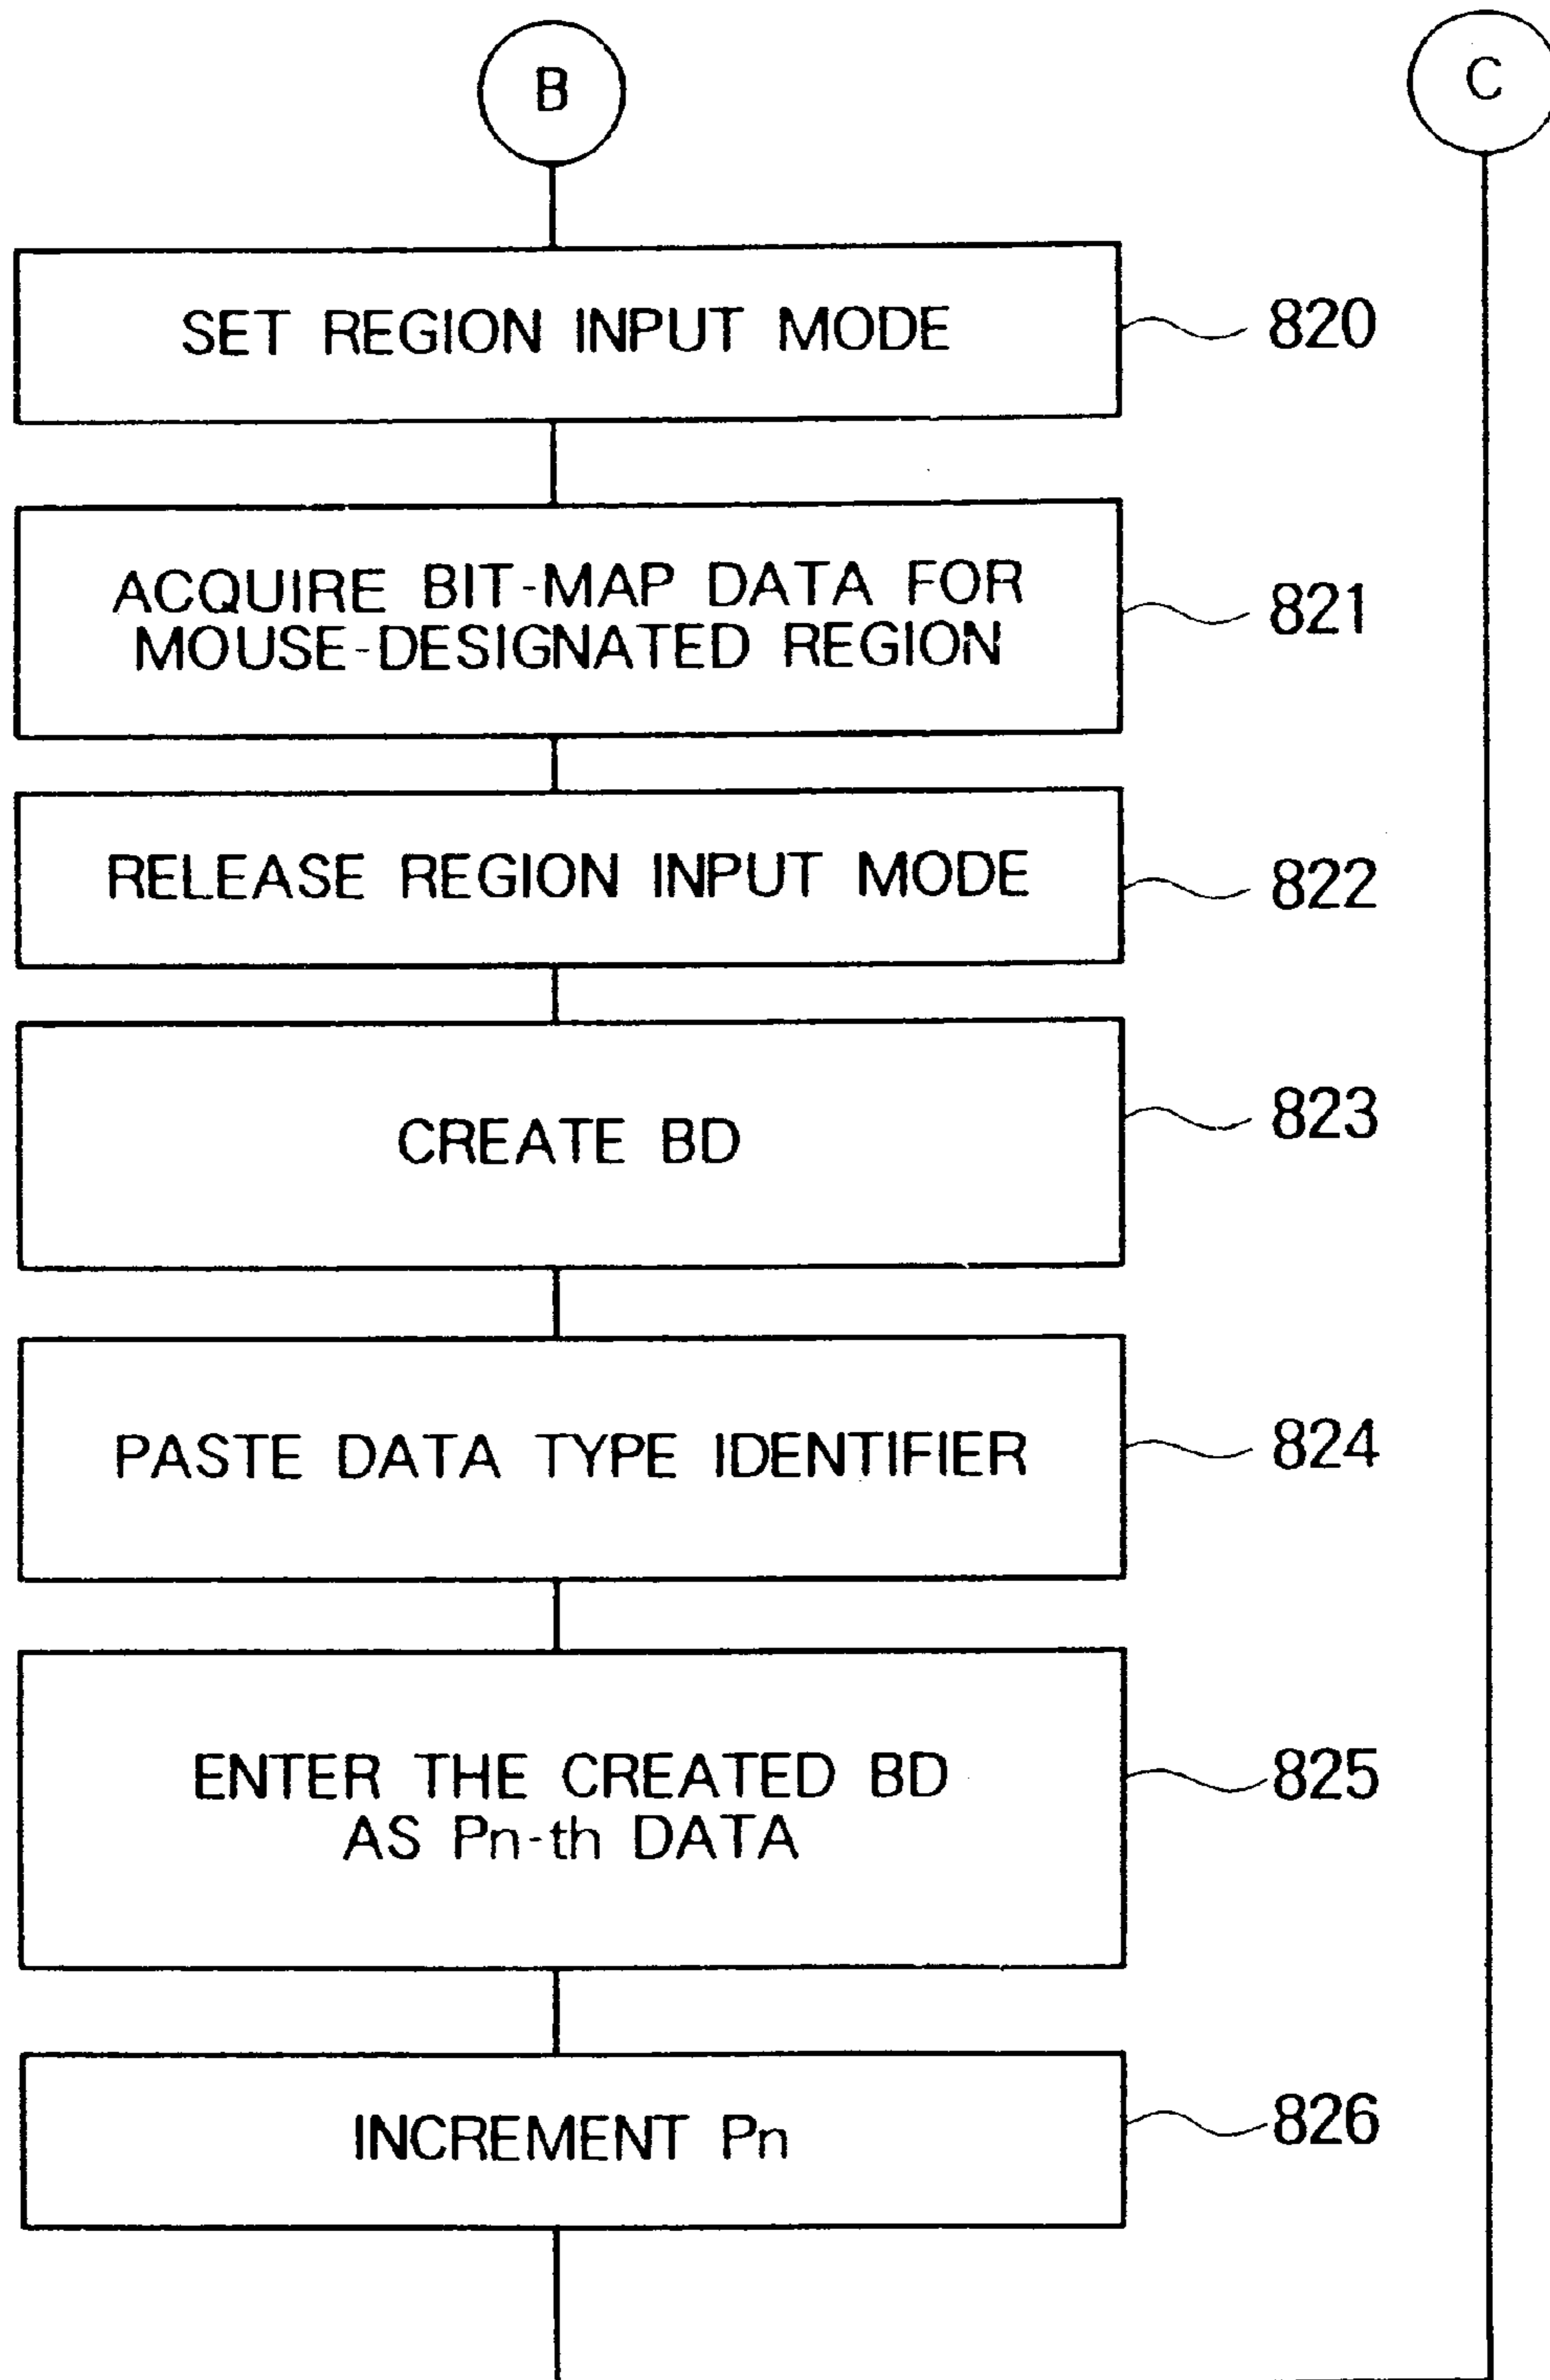 B
C
SET REGION INPUT MODE
820
ACQUIRE BIT-MAP DATA FOR
MOUSE-DESIGNATED REGION
821
RELEASE REGION INPUT MODE
822
CREATE BD
823
PASTE DATA TYPE IDENTIFIER
824
ENTER THE CREATED BD
AS Pn-th DATA
825
INCREMENT Pn
826